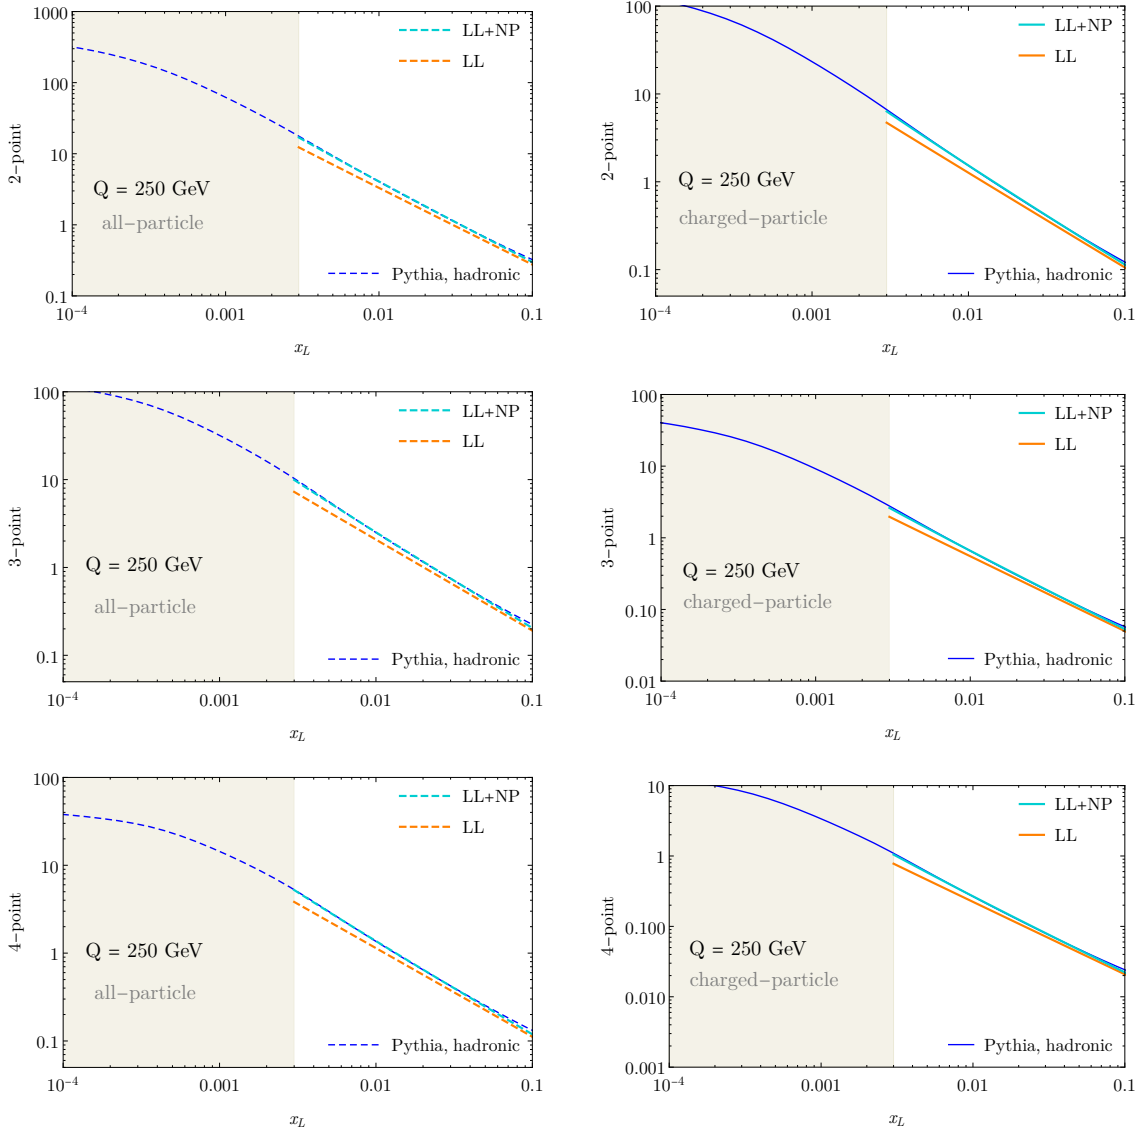 1000
100
10
1
0.1
2−point
LL+NP
LL
Q = 250 GeV
all−particle
Pythia, hadronic
10−4
0.001
0.01
0.1
xL
100
10
1
0.1
2−point
LL+NP
LL
Q = 250 GeV
charged−particle
Pythia, hadronic
10−4
0.001
0.01
0.1
xL
100
10
1
0.1
3−point
LL+NP
LL
Q = 250 GeV
all−particle
Pythia, hadronic
10−4
0.001
0.01
0.1
xL
100
10
1
0.10
0.01
3−point
LL+NP
LL
Q = 250 GeV
charged−particle
Pythia, hadronic
10−4
0.001
0.01
0.1
xL
100
10
1
0.1
4−point
LL+NP
LL
Q = 250 GeV
all−particle
Pythia, hadronic
10−4
0.001
0.01
0.1
xL
10
1
0.100
0.010
0.001
4−point
LL+NP
LL
Q = 250 GeV
charged−particle
Pythia, hadronic
10−4
0.001
0.01
0.1
xL